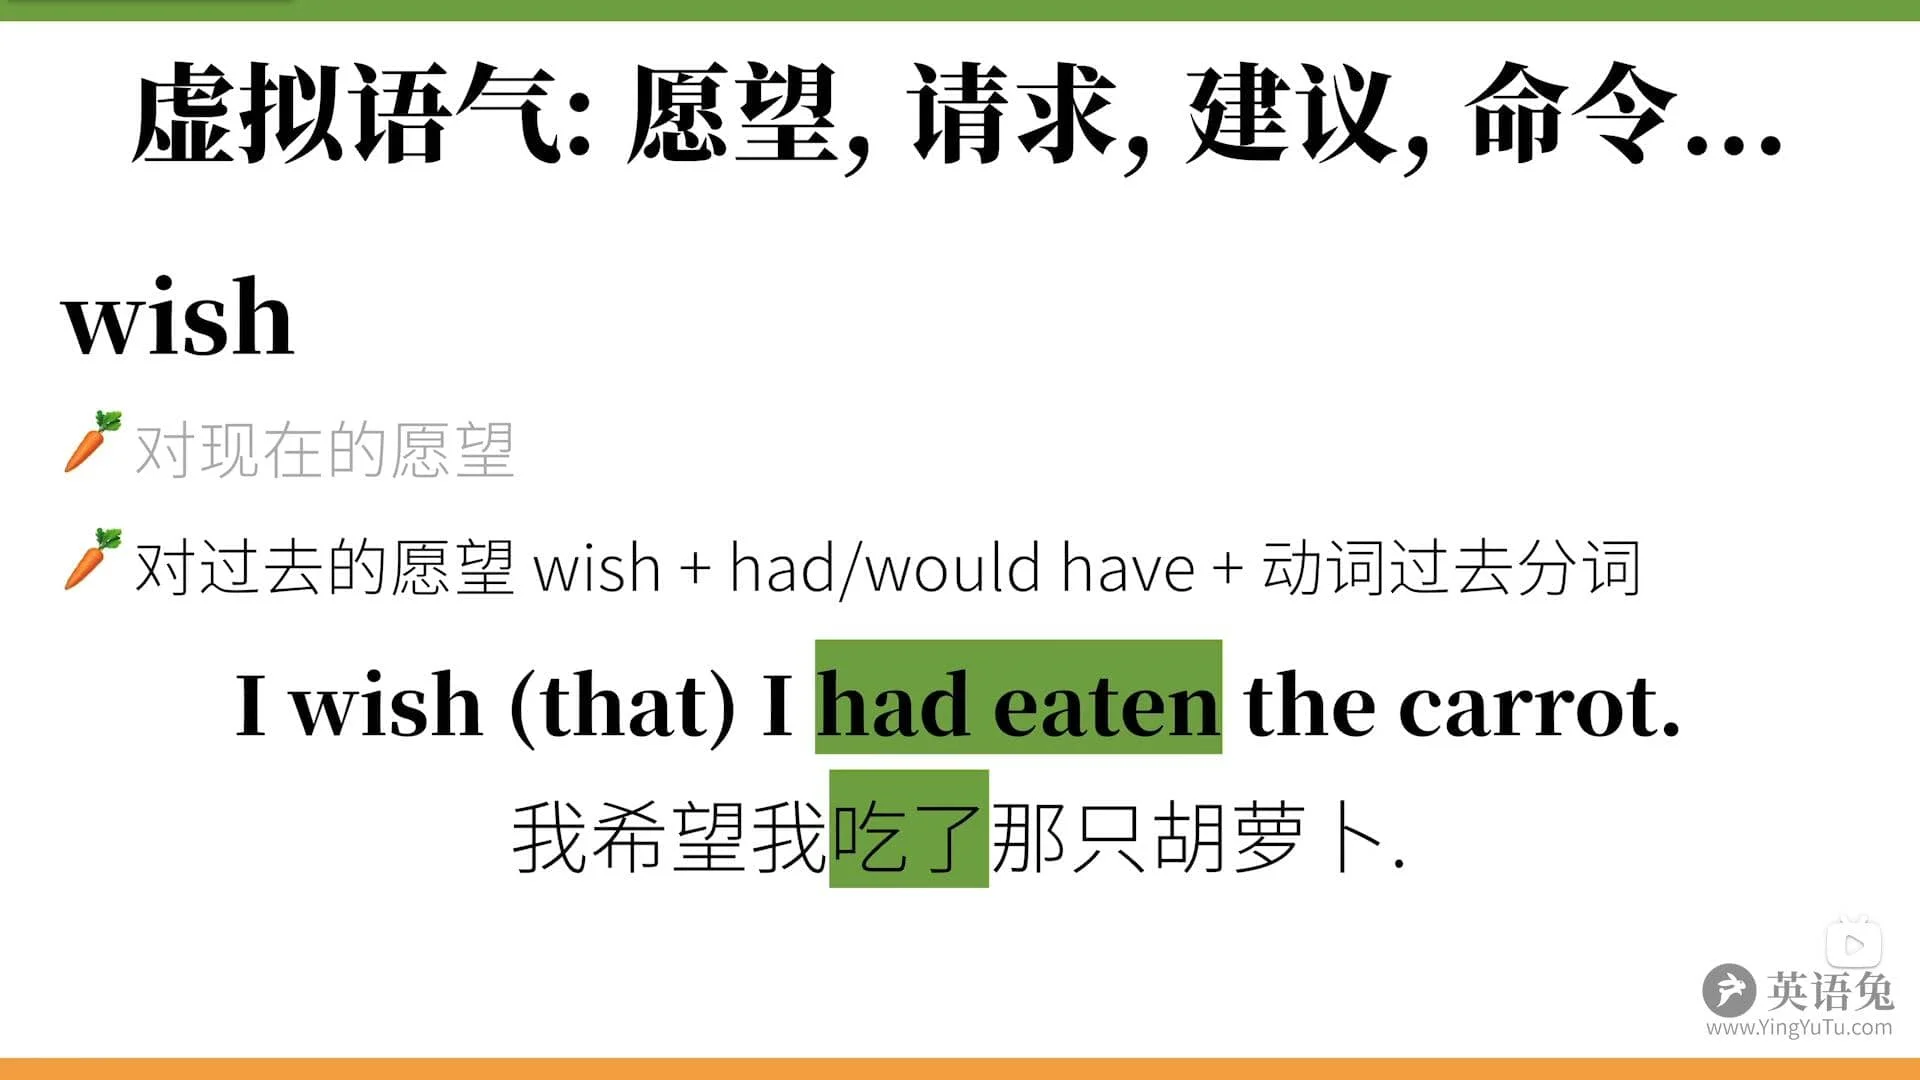 虚拟语气: 愿望, 请求, 建议, 命令...
wish
对现在的愿望
对过去的愿望 wish + had/would have + 动词过去分词
I wish (that) I had eaten the carrot.
我希望我吃了那只胡萝卜.
英语兔
www.YingYuTu.com